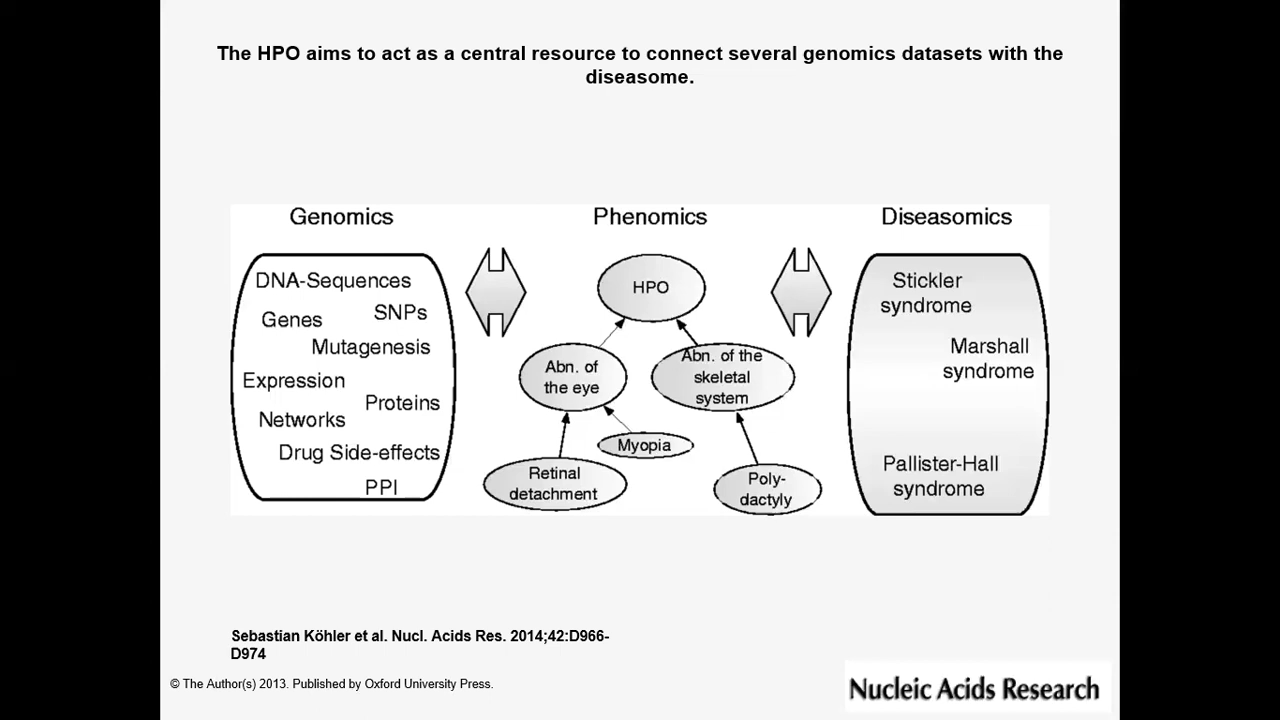 The HPO aims to act as a central resource to connect several genomics datasets with the
diseasome.
Genomics
Phenomics
Diseasomics
DNA-Sequences
Genes
SNPs
Mutagenesis
Expression
Proteins
Networks
Drug Side-effects
PPI
HPO
Abn. of
the eye
Abn. of the
skeletal
system
Myopia
Retinal
detachment
Poly-
dactyly
Stickler
syndrome
Marshall
syndrome
Pallister-Hall
syndrome
Sebastian Köhler et al. Nucl. Acids Res. 2014;42:D966-
D974
© The Author(s) 2013. Published by Oxford University Press.
Nucleic Acids Research